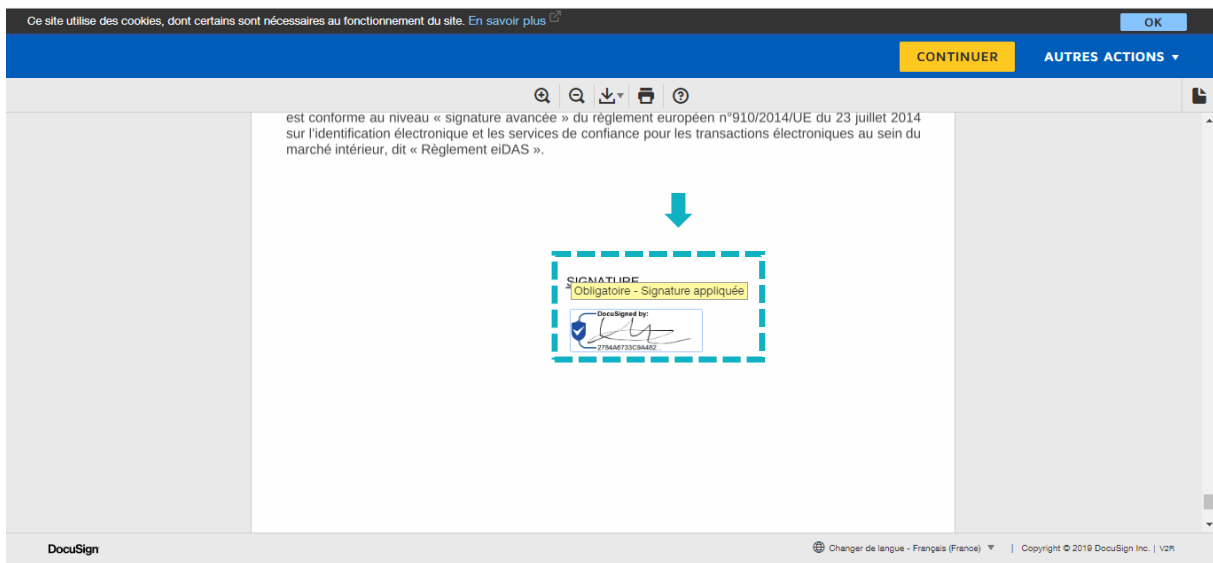 Ce site utilise des cookies, dont certains sont nécessaires au fonctionnement du site. En savoir plus
OK
CONTINUER
AUTRES ACTIONS
est conforme au niveau « signature avancée » du règlement européen n°910/2014/UE du 23 juillet 2014
sur l'identification électronique et les services de confiance pour les transactions électroniques au sein du
marché intérieur, dit « Règlement eiDAS ».
SIGNATURE
Obligatoire - Signature appliquée
DocuSigned by:
2784A6733C9A482...
DocuSign
Changer de langue - Français (France) | Copyright © 2019 DocuSign Inc. | V2R